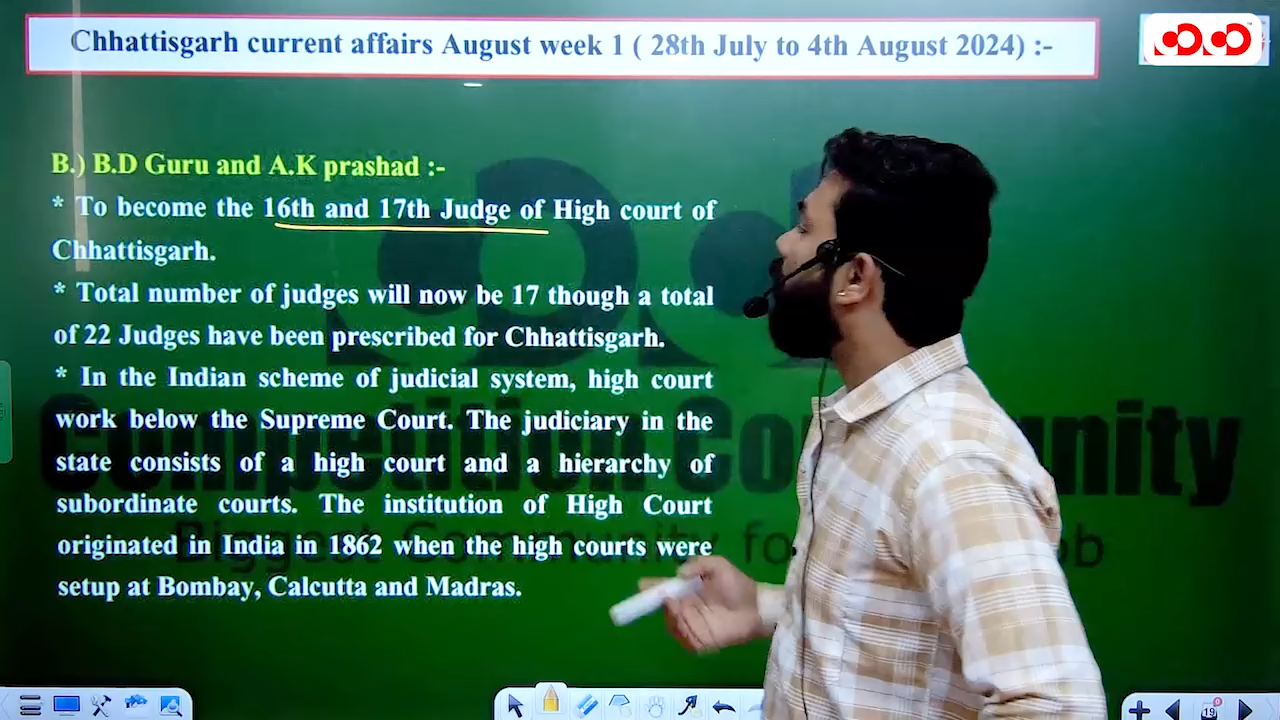 Chhattisgarh current affairs August week 1 ( 28th July to 4th August 2024) :-
B.) B.D Guru and A.K prashad :-
* To become the 16th and 17th Judge of High court of
Chhattisgarh.
* Total number of judges will now be 17 though a total
of 22 Judges have been prescribed for Chhattisgarh.
* In the Indian scheme of judicial system, high court
work below the Supreme Court. The judiciary in the
state consists of a high court and a hierarchy of
subordinate courts. The institution of High Court
originated in India in 1862 when the high courts were
setup at Bombay, Calcutta and Madras.
19